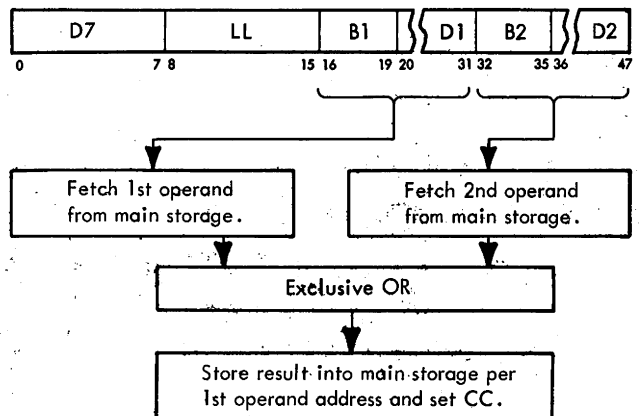 D7 LL B1 D1 B2 D2
0 7 8 15 16 19 20 31 32 35 36 47
Fetch 1st operand
from main storage.
Fetch 2nd operand
from main storage.
Exclusive OR
Store result into main storage per
1st operand address and set CC.